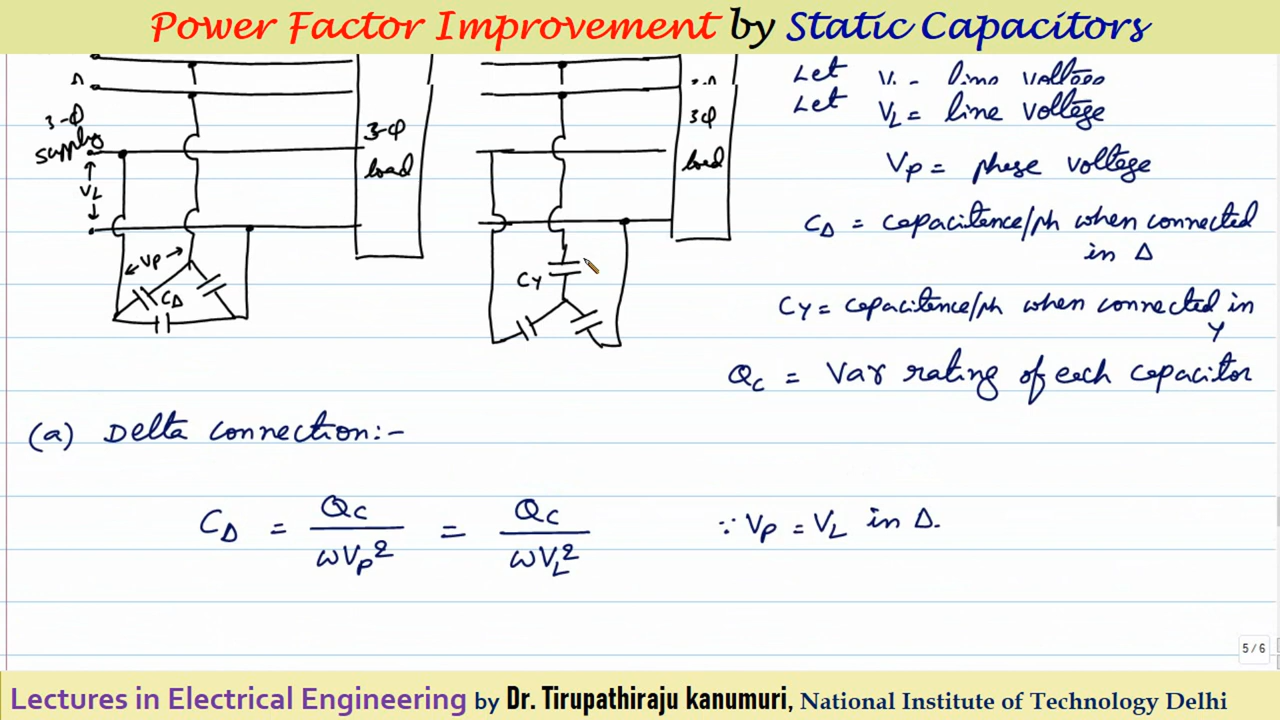 Power Factor Improvement by Static Capacitors
3-Φ
supply
VL
3-Φ
load
VP
CΔ
3Φ
load
CY
Let
Let VL = line voltage
VP = phase voltage
CΔ = capacitence/ph when connected
in Δ
CY = capacitence/ph when connected in
Y
QC = Var rating of each capacitor
(a) Delta connection:-
CΔ = QC / ωVP² = QC / ωVL² ∵ VP = VL in Δ.
5 / 6
Lectures in Electrical Engineering by Dr. Tirupathiraju kanumuri, National Institute of Technology Delhi